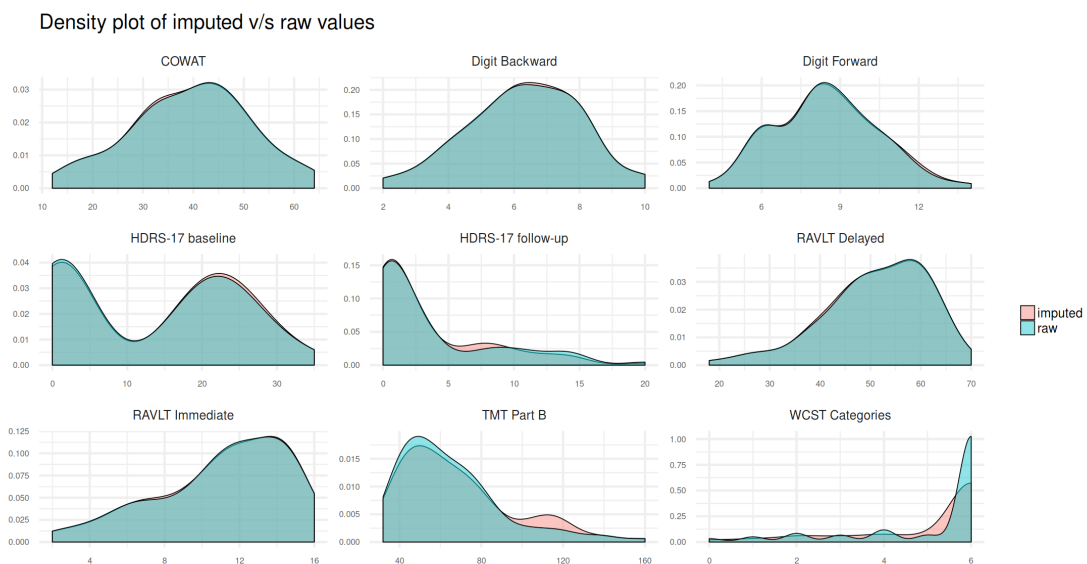 Density plot of imputed v/s raw values
COWAT
0.03
0.02
0.01
0.00
10 20 30 40 50 60
Digit Backward
0.20
0.15
0.10
0.05
0.00
2 4 6 8 10
Digit Forward
0.20
0.15
0.10
0.05
0.00
6 9 12
HDRS-17 baseline
0.04
0.03
0.02
0.01
0.00
0 10 20 30
HDRS-17 follow-up
0.15
0.10
0.05
0.00
0 5 10 15 20
RAVLT Delayed
0.03
0.02
0.01
0.00
20 30 40 50 60 70
imputed
raw
RAVLT Immediate
0.125
0.100
0.075
0.050
0.025
0.000
4 8 12 16
TMT Part B
0.015
0.010
0.005
0.000
40 80 120 160
WCST Categories
1.00
0.75
0.50
0.25
0.00
0 2 4 6